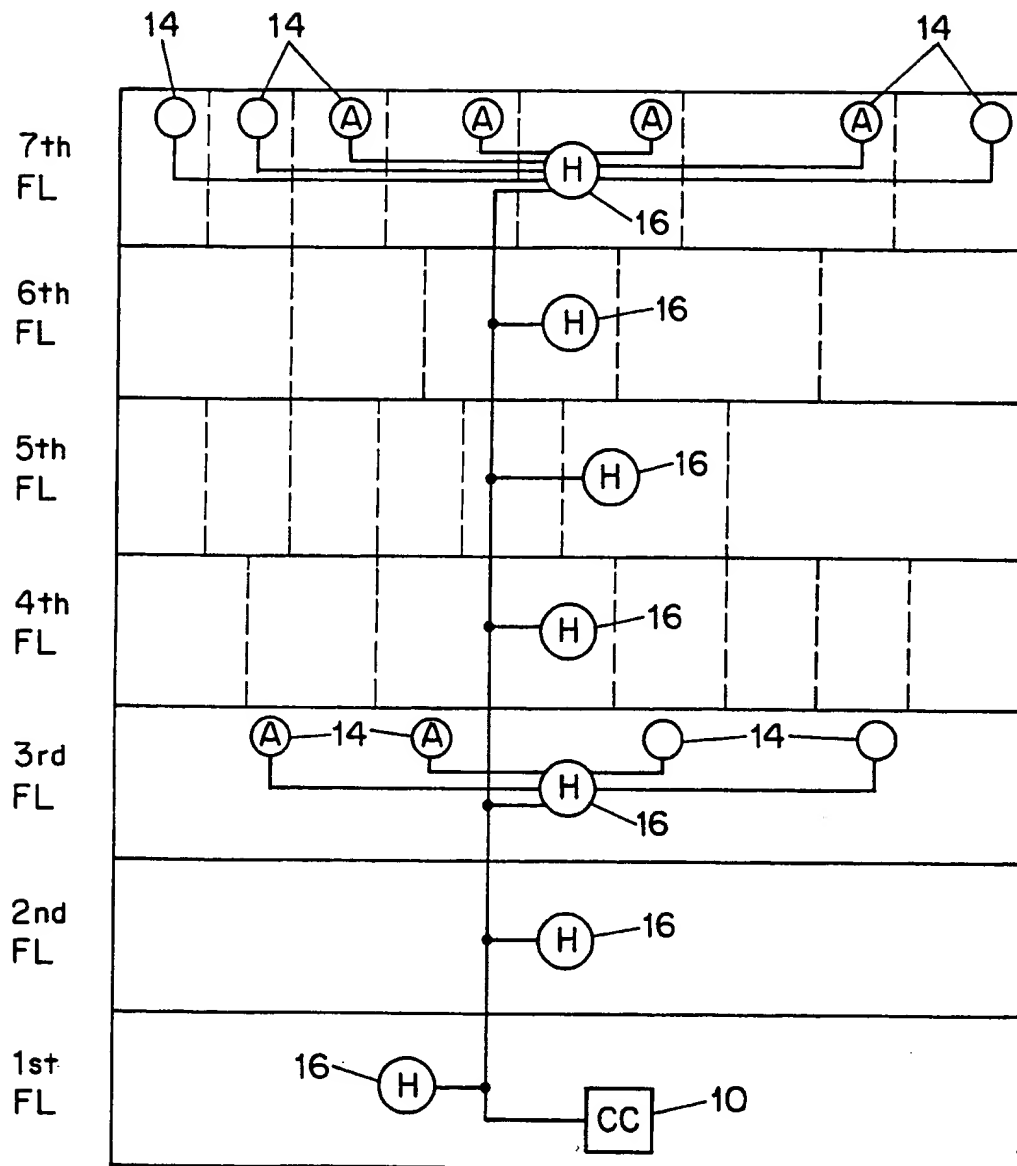 14 14 14
7th
FL
A A A A
H
16
6th
FL
H 16
5th
FL
H 16
4th
FL
H 16
3rd
FL
A 14 A 14
H
16
2nd
FL
H 16
1st
FL
16 H
CC 10